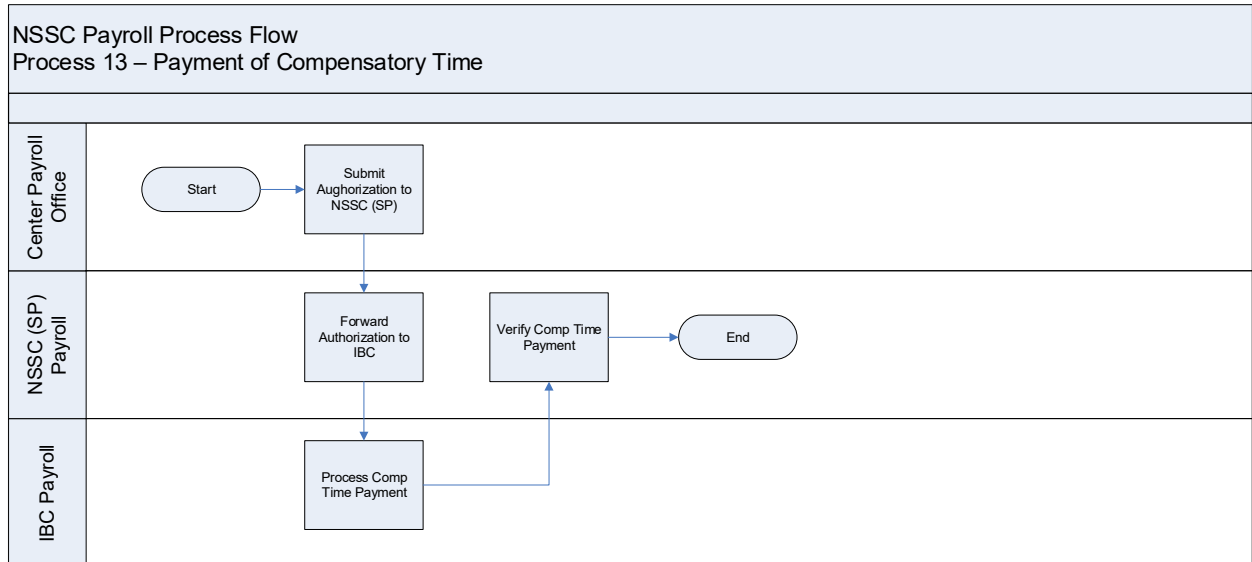 NSSC Payroll Process Flow
Process 13 – Payment of Compensatory Time
Center Payroll
Office
Start
Submit
Aughorization to
NSSC (SP)
NSSC (SP)
Payroll
Forward
Authorization to
IBC
Verify Comp Time
Payment
End
IBC Payroll
Process Comp
Time Payment